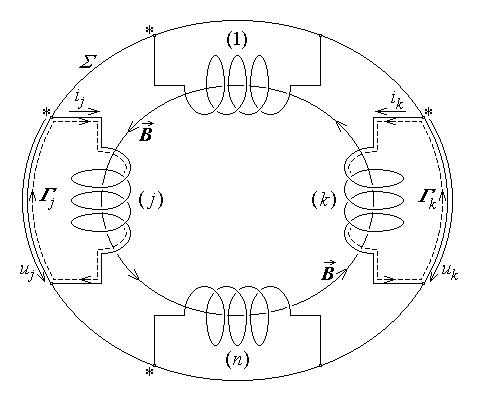 * (1)
Σ
* i_j i_k *
B⃗
Γ_j (j) (k) Γ_k
u_j B⃗ u_k
* (n)